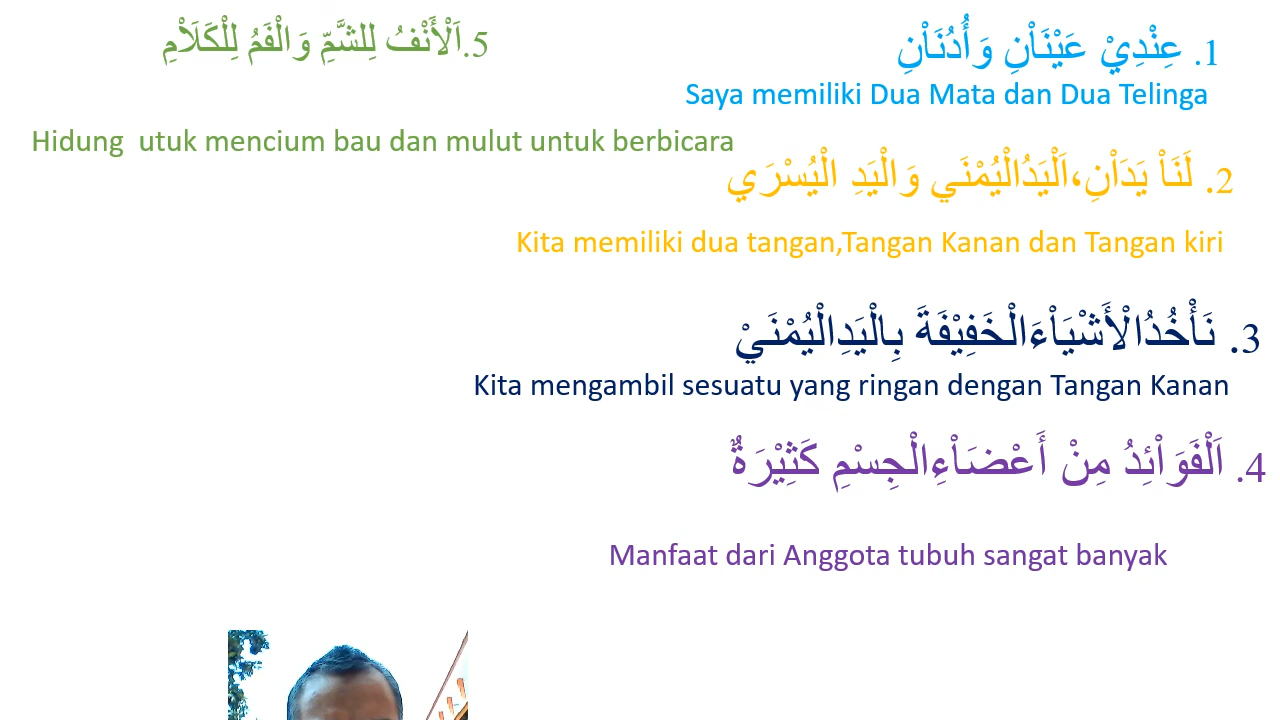 1. عِنْدِيْ عَيْنَاْنِ وَأُدُنَاْنِ
Saya memiliki Dua Mata dan Dua Telinga
2. لَنَاْ يَدَاْنِ،اَلْيَدُالْيُمْنَي وَالْيَدِ الْيُسْرَي
Kita memiliki dua tangan,Tangan Kanan dan Tangan kiri
3. نَأْخُدُالْأَشْيَاْءَالْخَفِيْفَةَ بِالْيَدِالْيُمْنَيْ
Kita mengambil sesuatu yang ringan dengan Tangan Kanan
4. اَلْفَوَاْئِدُ مِنْ أَعْضَاْءِالْجِسْمِ كَثِيْرَةٌ
Manfaat dari Anggota tubuh sangat banyak
5.اَلْأَنْفُ لِلشَّمِّ وَالْفَمُ لِلْكَلَاْمِ
Hidung  utuk mencium bau dan mulut untuk berbicara